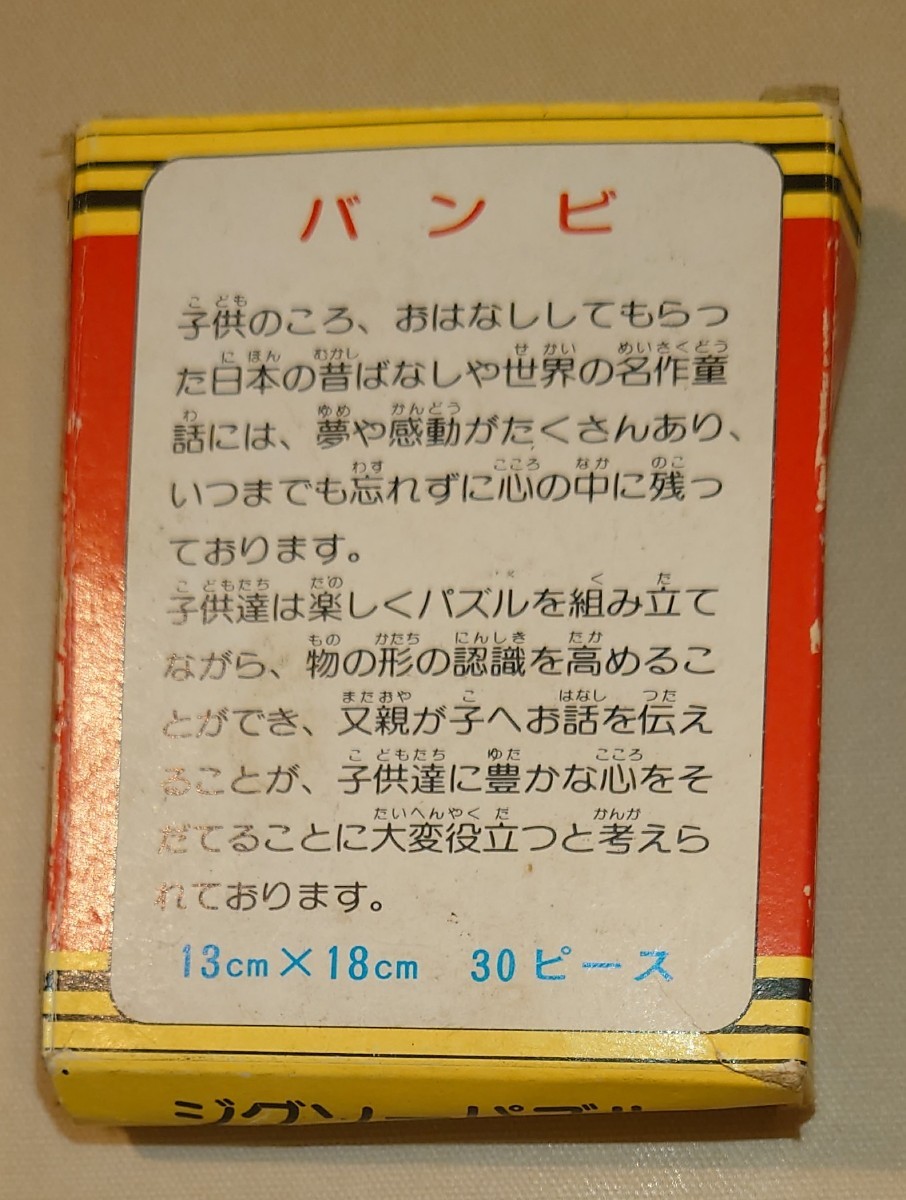 バンビ
子供のころ、おはなししてもらっ
た日本の昔ばなしや世界の名作童
話には、夢や感動がたくさんあり、
いつまでも忘れずに心の中に残っ
ております。
子供達は楽しくパズルを組み立て
ながら、物の形の認識を高めるこ
とができ、又親が子へお話を伝え
ることが、子供達に豊かな心をそ
だてることに大変役立つと考えら
れております。
13cm×18cm 30ピース
ジグソーパズル